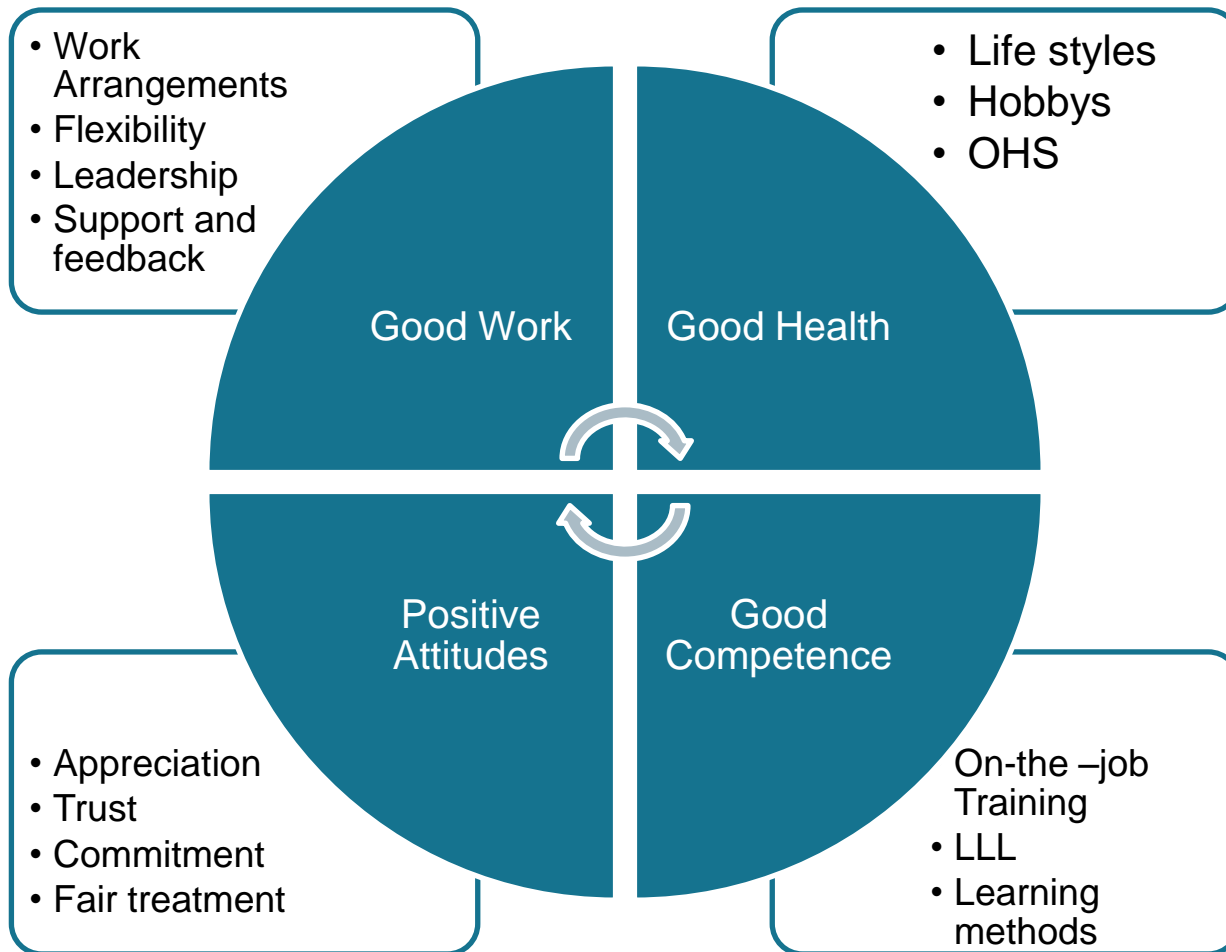 • Work
Arrangements
• Flexibility
• Leadership
• Support and
feedback
• Life styles
• Hobbys
• OHS
Good Work
Good Health
Positive
Attitudes
Good
Competence
• Appreciation
• Trust
• Commitment
• Fair treatment
On-the –job
Training
• LLL
• Learning
methods